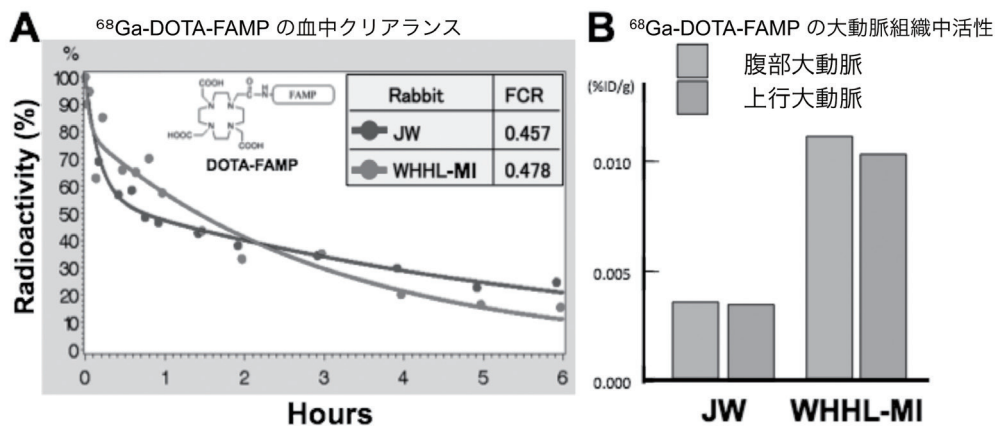 A
⁶⁸Ga-DOTA-FAMP の血中クリアランス
%
100
90
80
70
60
50
40
30
20
10
0
Radioactivity (%)
0 1 2 3 4 5 6
Hours
COOH
O
N H
FAMP
N N
N N
HOOC
COOH
DOTA-FAMP
Rabbit FCR
JW 0.457
WHHL-MI 0.478
B
⁶⁸Ga-DOTA-FAMP の大動脈組織中活性
腹部大動脈
上行大動脈
(%ID/g)
0.010
0.005
0.000
JW WHHL-MI